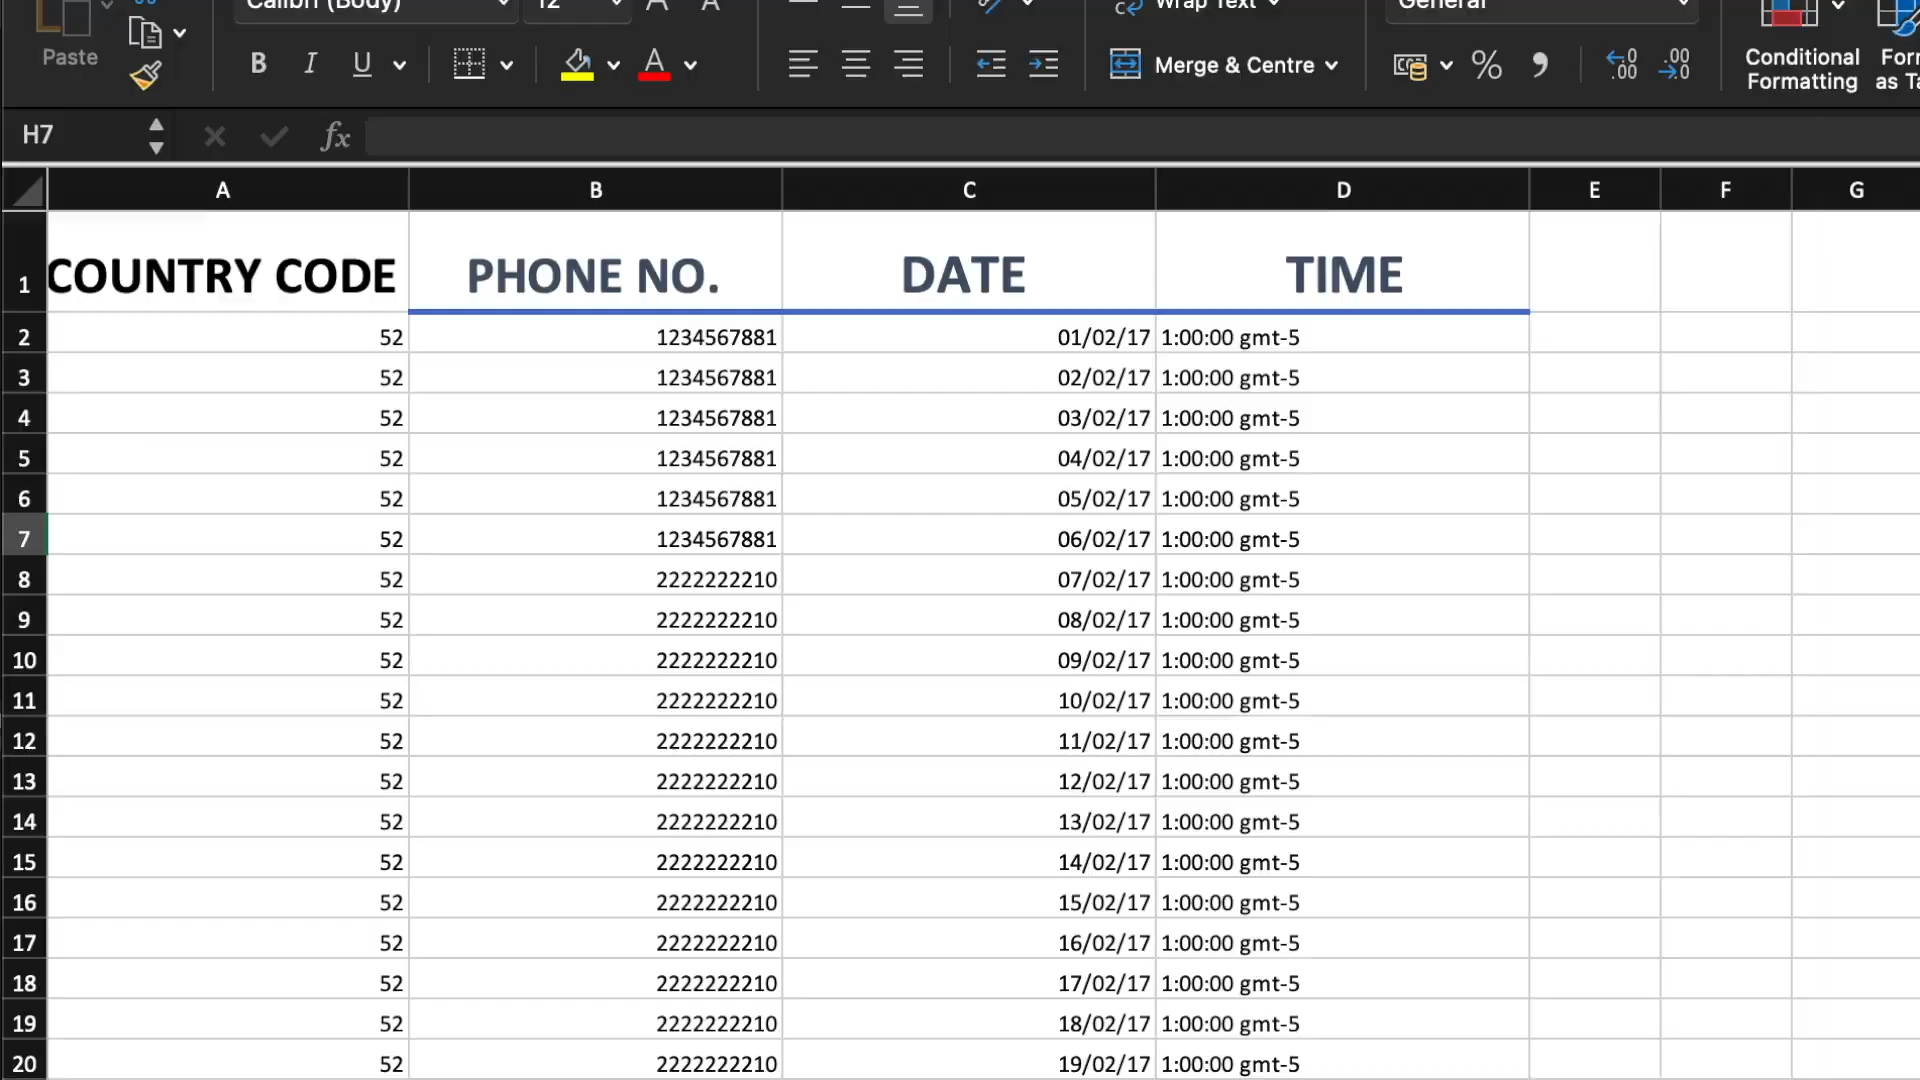 Calibri (Body) 12 A A Wrap Text General
Paste B I U A Merge & Centre % Conditional Formatting
H7 fx
A B C D E F G
1 COUNTRY CODE PHONE NO. DATE TIME
2 52 1234567881 01/02/17 1:00:00 gmt-5
3 52 1234567881 02/02/17 1:00:00 gmt-5
4 52 1234567881 03/02/17 1:00:00 gmt-5
5 52 1234567881 04/02/17 1:00:00 gmt-5
6 52 1234567881 05/02/17 1:00:00 gmt-5
7 52 1234567881 06/02/17 1:00:00 gmt-5
8 52 2222222210 07/02/17 1:00:00 gmt-5
9 52 2222222210 08/02/17 1:00:00 gmt-5
10 52 2222222210 09/02/17 1:00:00 gmt-5
11 52 2222222210 10/02/17 1:00:00 gmt-5
12 52 2222222210 11/02/17 1:00:00 gmt-5
13 52 2222222210 12/02/17 1:00:00 gmt-5
14 52 2222222210 13/02/17 1:00:00 gmt-5
15 52 2222222210 14/02/17 1:00:00 gmt-5
16 52 2222222210 15/02/17 1:00:00 gmt-5
17 52 2222222210 16/02/17 1:00:00 gmt-5
18 52 2222222210 17/02/17 1:00:00 gmt-5
19 52 2222222210 18/02/17 1:00:00 gmt-5
20 52 2222222210 19/02/17 1:00:00 gmt-5